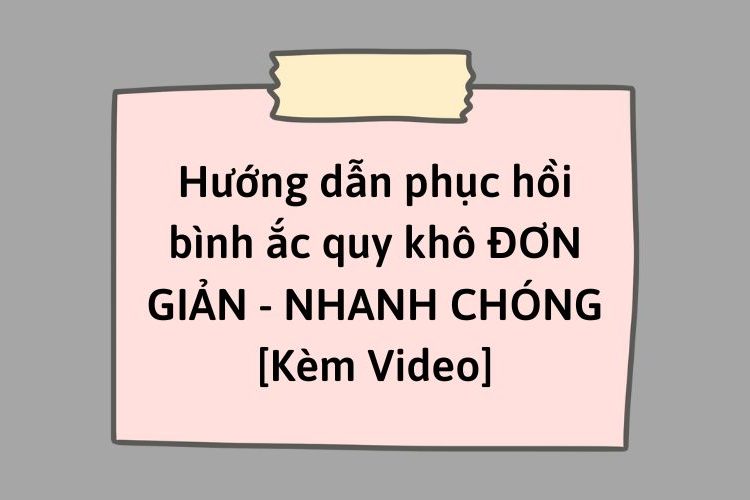 Hướng dẫn phục hồi
bình ắc quy khô ĐƠN
GIẢN - NHANH CHÓNG
[Kèm Video]